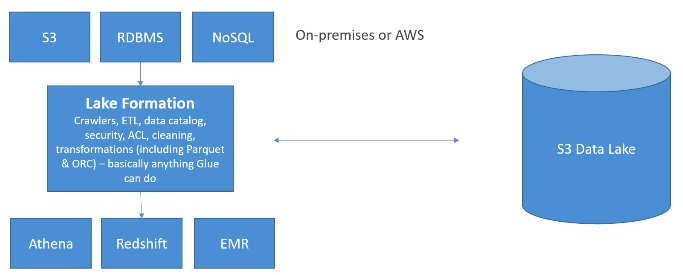 S3 RDBMS NoSQL On-premises or AWS
Lake Formation
Crawlers, ETL, data catalog,
security, ACL, cleaning,
transformations (including Parquet
& ORC) – basically anything Glue
can do
S3 Data Lake
Athena Redshift EMR